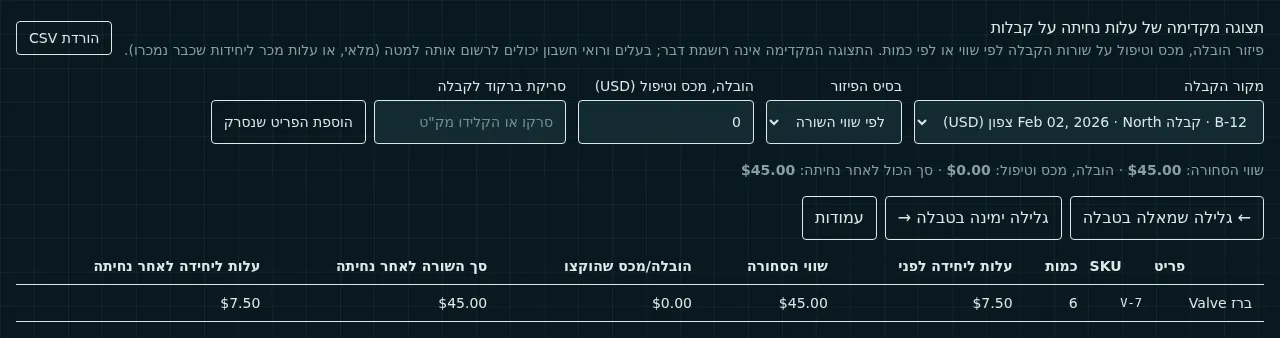 תצוגה מקדימה של עלות נחיתה על קבלות
פיזור הובלה, מכס וטיפול על שורות הקבלה לפי שווי או לפי כמות. התצוגה המקדימה אינה רושמת דבר; בעלים ורואי חשבון יכולים לרשום אותה למטה (מלאי, או עלות מכר ליחידות שכבר נמכרו).
הורדת CSV
מקור הקבלה
בסיס הפיזור
הובלה, מכס וטיפול (USD)
סריקת ברקוד לקבלה
B-12 · קבלה Feb 02, 2026 · North צפון (USD)
לפי שווי השורה
0
סרקו או הקלידו מק"ט
הוספת הפריט שנסרק
שווי הסחורה: $45.00 · הובלה, מכס וטיפול: $0.00 · סך הכול לאחר נחיתה: $45.00
← גלילה שמאלה בטבלה
גלילה ימינה בטבלה →
עמודות
פריט SKU כמות עלות ליחידה לפני שווי הסחורה הובלה/מכס שהוקצו סך השורה לאחר נחיתה עלות ליחידה לאחר נחיתה
ברז Valve V-7 6 $7.50 $45.00 $0.00 $45.00 $7.50